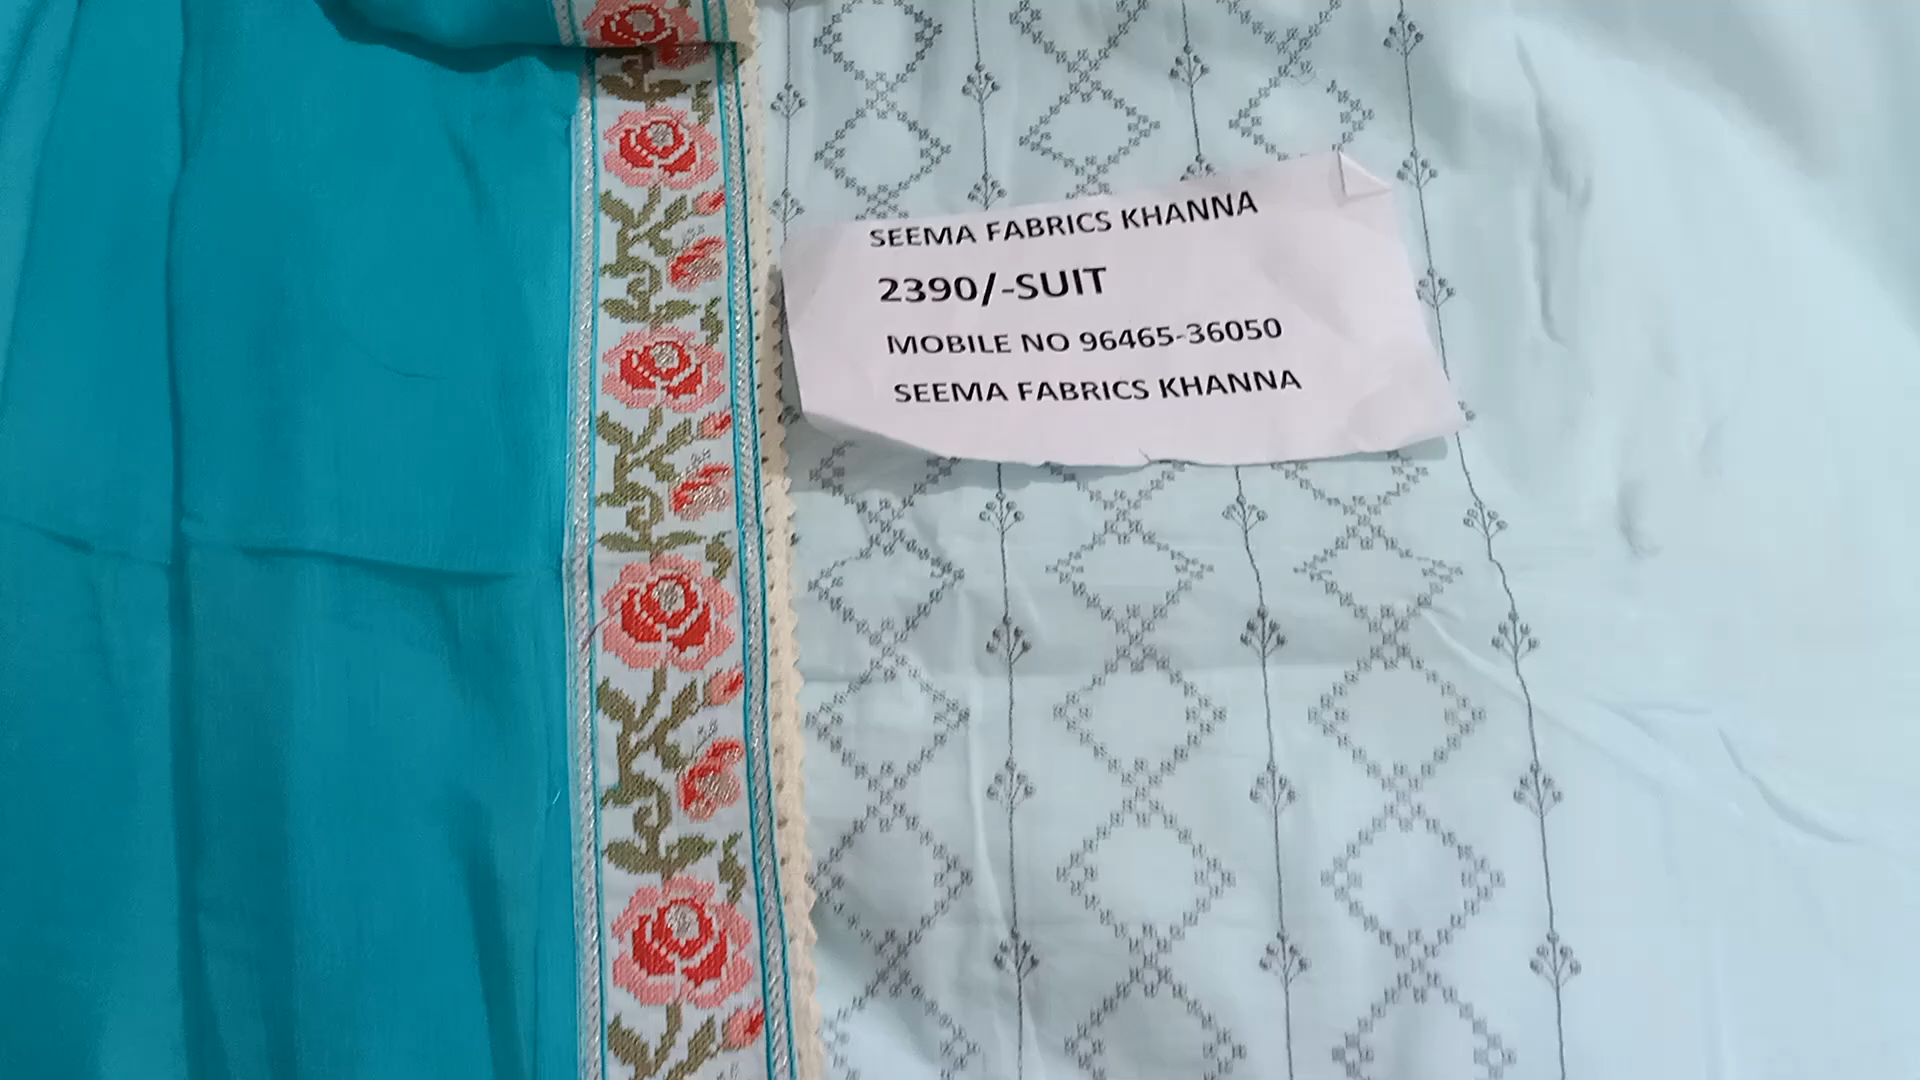 SEEMA FABRICS KHANNA
2390/-SUIT
MOBILE NO 96465-36050
SEEMA FABRICS KHANNA